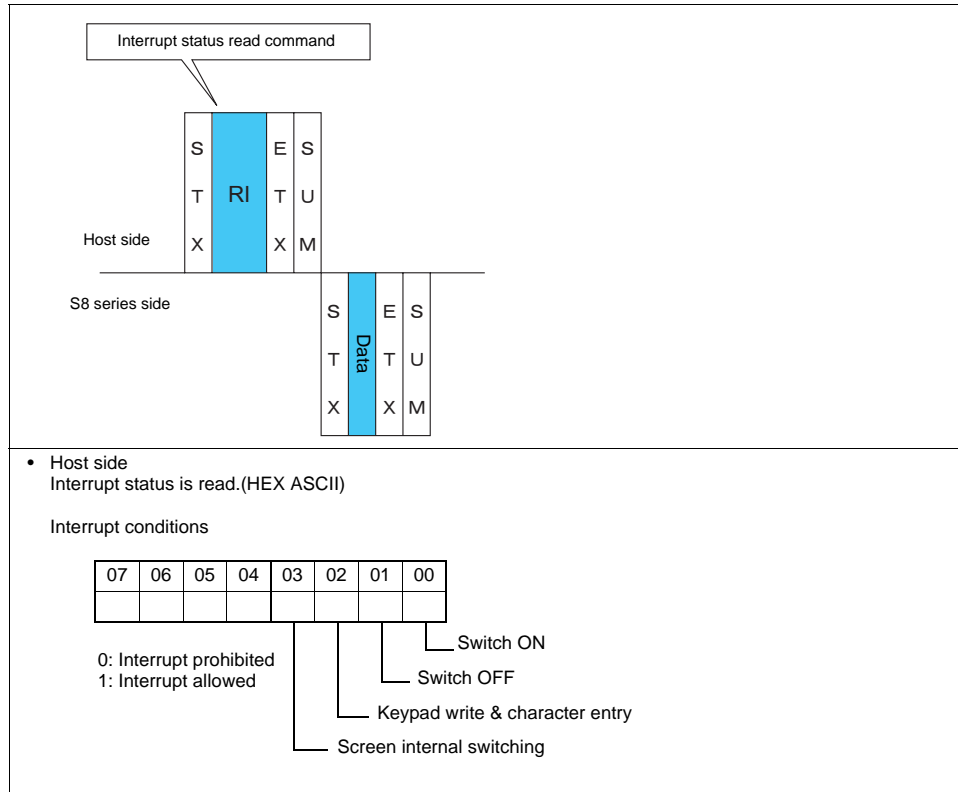 Interrupt status read command
S E S
T RI T U
X X M
Host side
S8 series side
S E S
T Data T U
X X M
• Host side
Interrupt status is read.(HEX ASCII)
Interrupt conditions
07 06 05 04 03 02 01 00
Switch ON
0: Interrupt prohibited
1: Interrupt allowed
Switch OFF
Keypad write & character entry
Screen internal switching